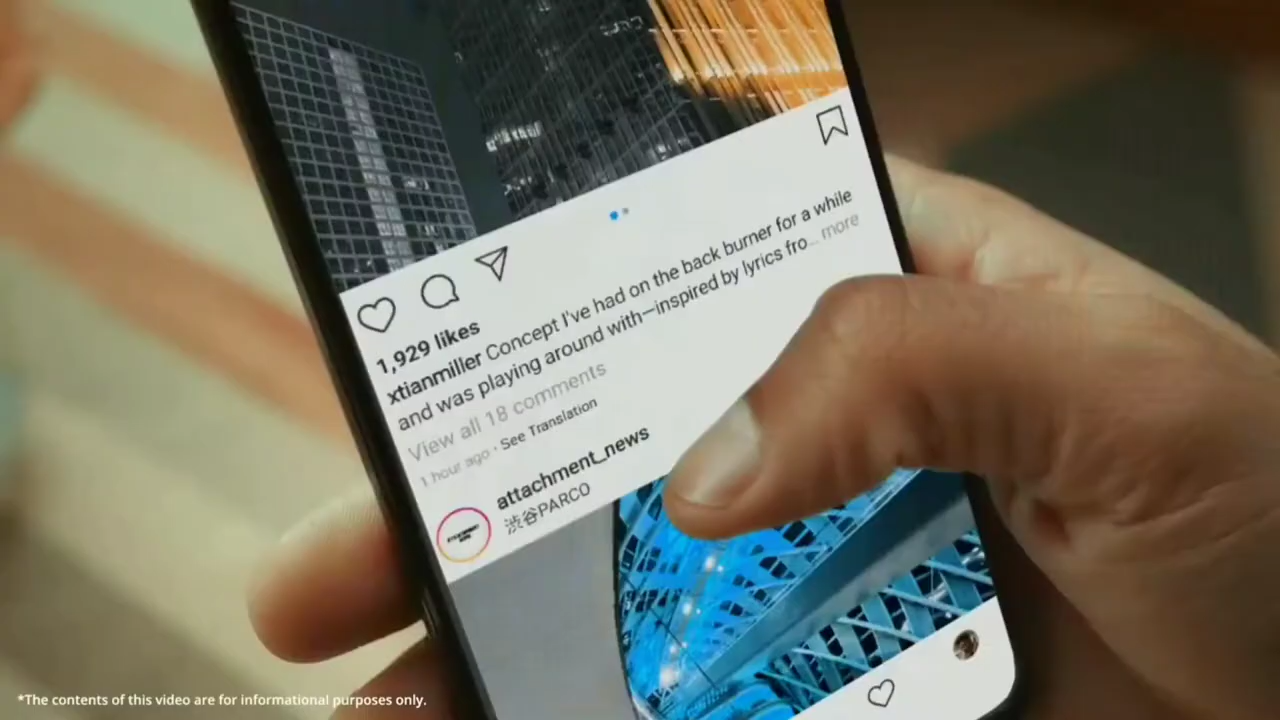 1,929 likes
xtianmiller Concept I've had on the back burner for a while
and was playing around with—inspired by lyrics fro... more
View all 18 comments
1 hour ago · See Translation
attachment_news
渋谷PARCO
*The contents of this video are for informational purposes only.